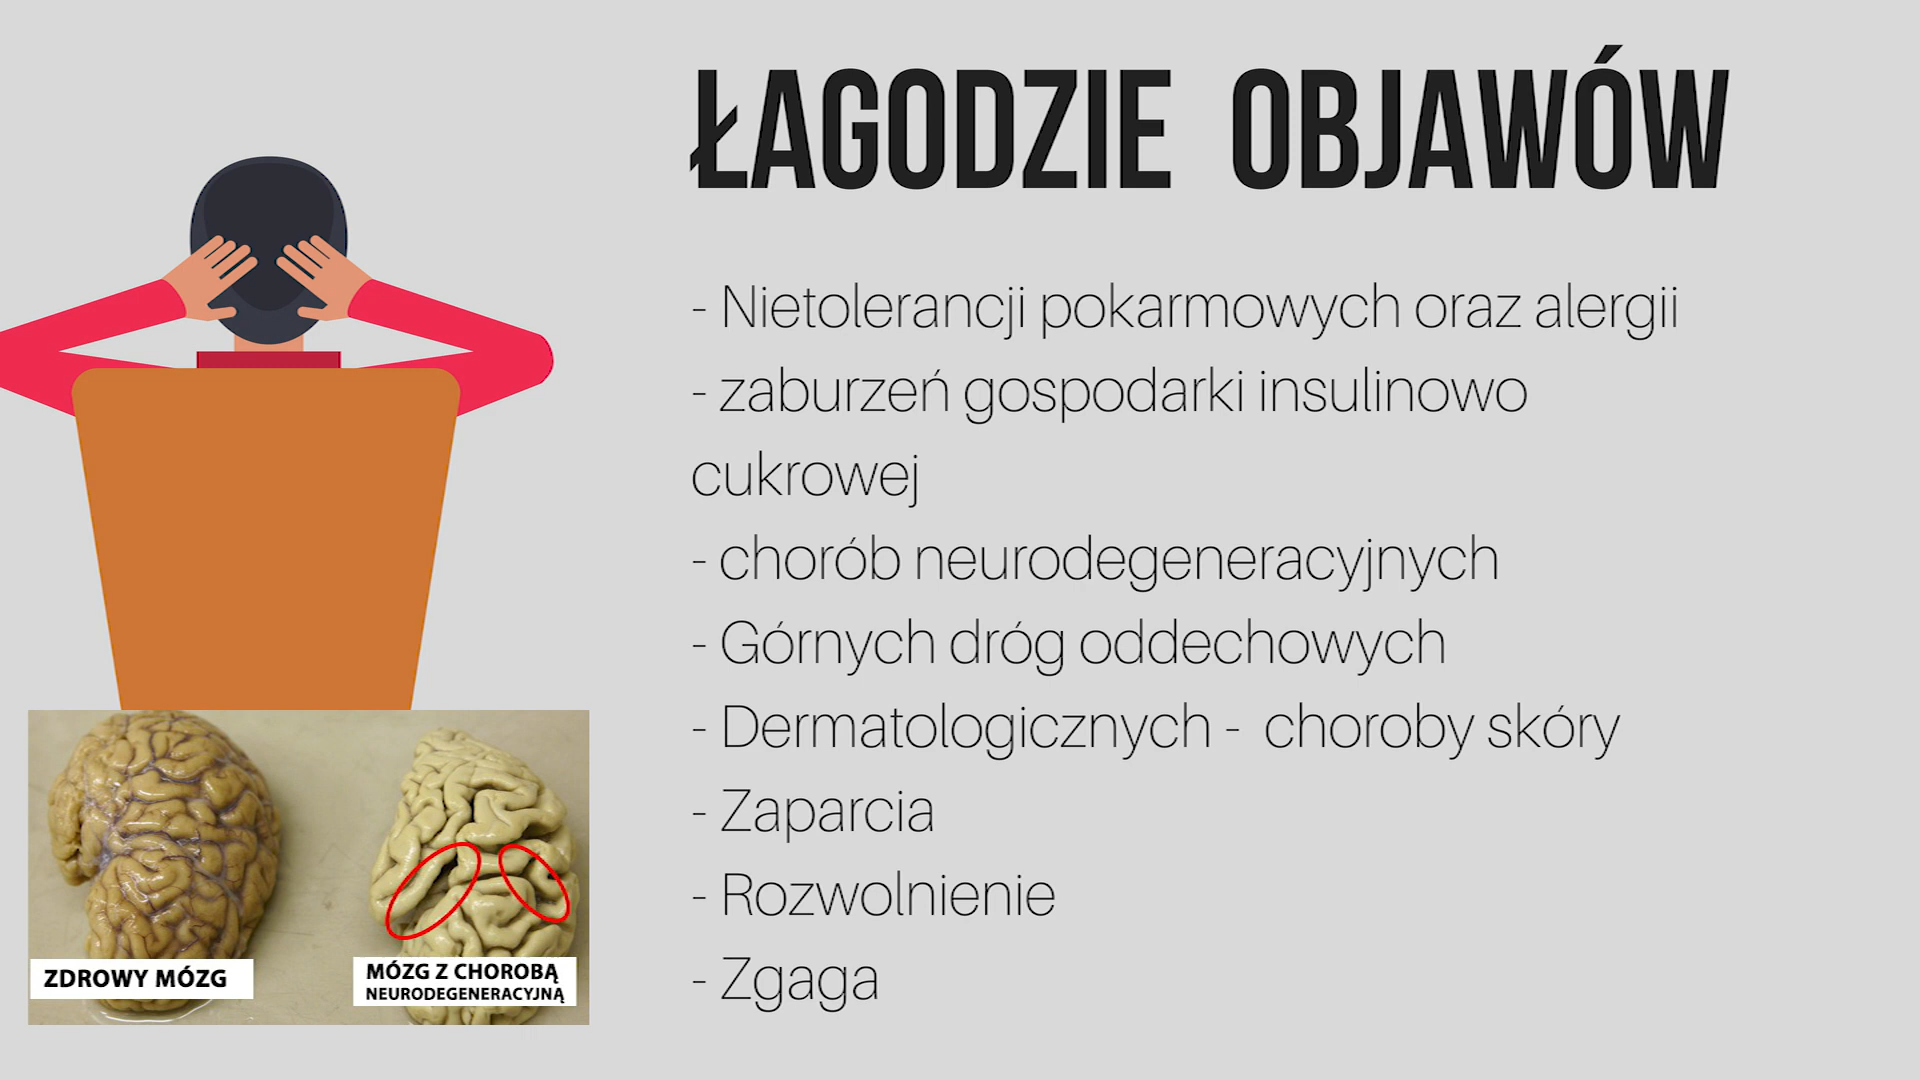 ŁAGODZIE OBJAWÓW
- Nietolerancji pokarmowych oraz alergii
- zaburzeń gospodarki insulinowo
cukrowej
- chorób neurodegeneracyjnych
- Górnych dróg oddechowych
- Dermatologicznych - choroby skóry
- Zaparcia
- Rozwolnienie
- Zgaga
ZDROWY MÓZG
MÓZG Z CHOROBĄ
NEURODEGENERACYJNĄ